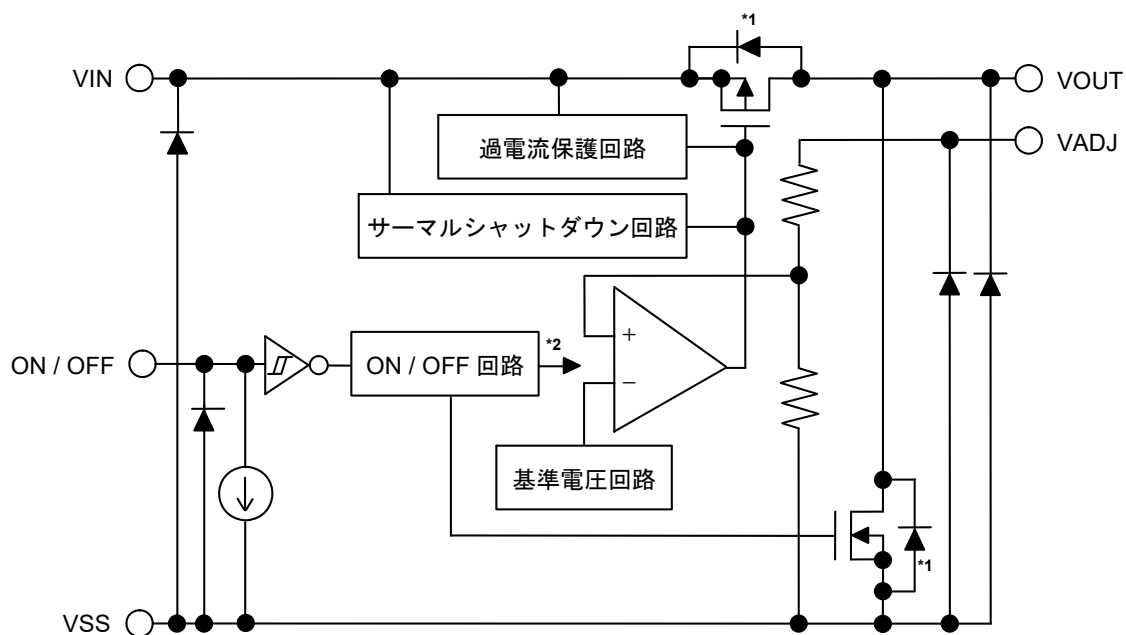 *1
VIN
VOUT
過電流保護回路
VADJ
サーマルシャットダウン回路
ON / OFF
ON / OFF 回路
*2
+
−
基準電圧回路
*1
VSS